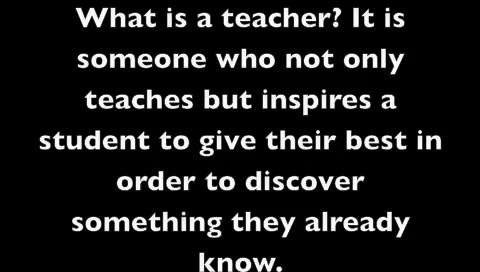 What is a teacher? It is
someone who not only
teaches but inspires a
student to give their best in
order to discover
something they already
know.